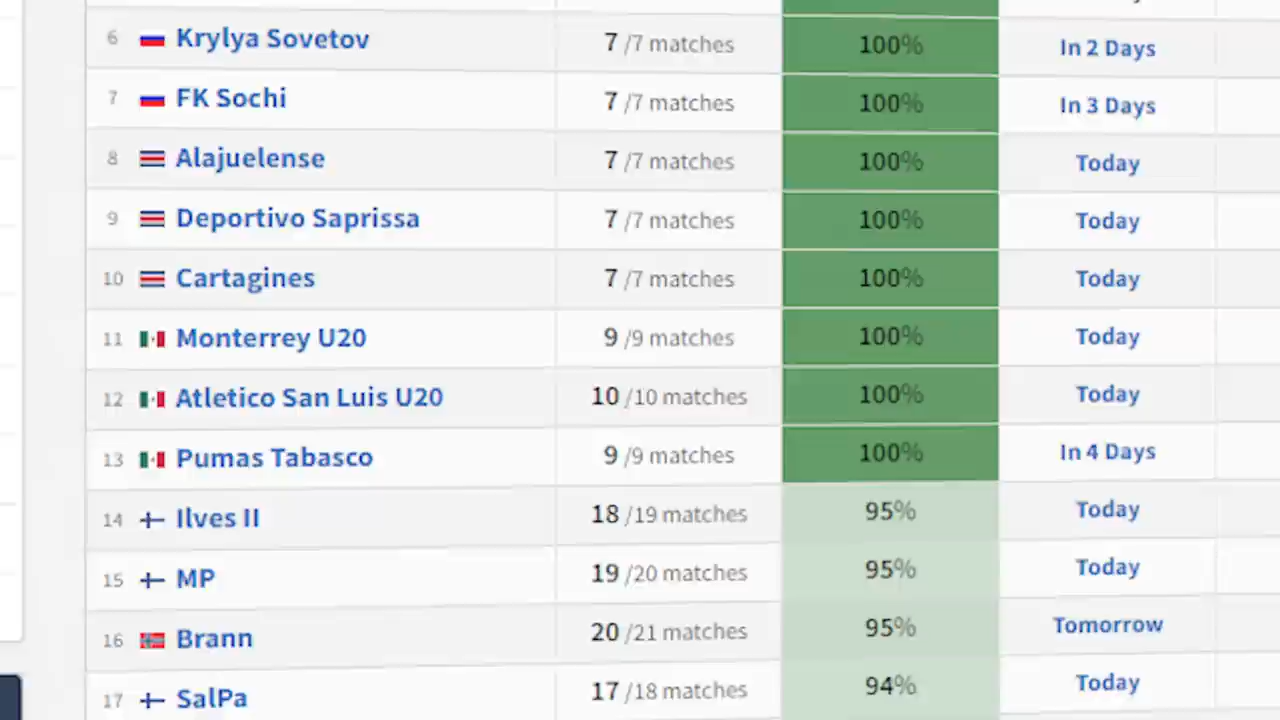 6 Krylya Sovetov 7 /7 matches 100% In 2 Days
7 FK Sochi 7 /7 matches 100% In 3 Days
8 Alajuelense 7 /7 matches 100% Today
9 Deportivo Saprissa 7 /7 matches 100% Today
10 Cartagines 7 /7 matches 100% Today
11 Monterrey U20 9 /9 matches 100% Today
12 Atletico San Luis U20 10 /10 matches 100% Today
13 Pumas Tabasco 9 /9 matches 100% In 4 Days
14 Ilves II 18 /19 matches 95% Today
15 MP 19 /20 matches 95% Today
16 Brann 20 /21 matches 95% Tomorrow
17 SalPa 17 /18 matches 94% Today